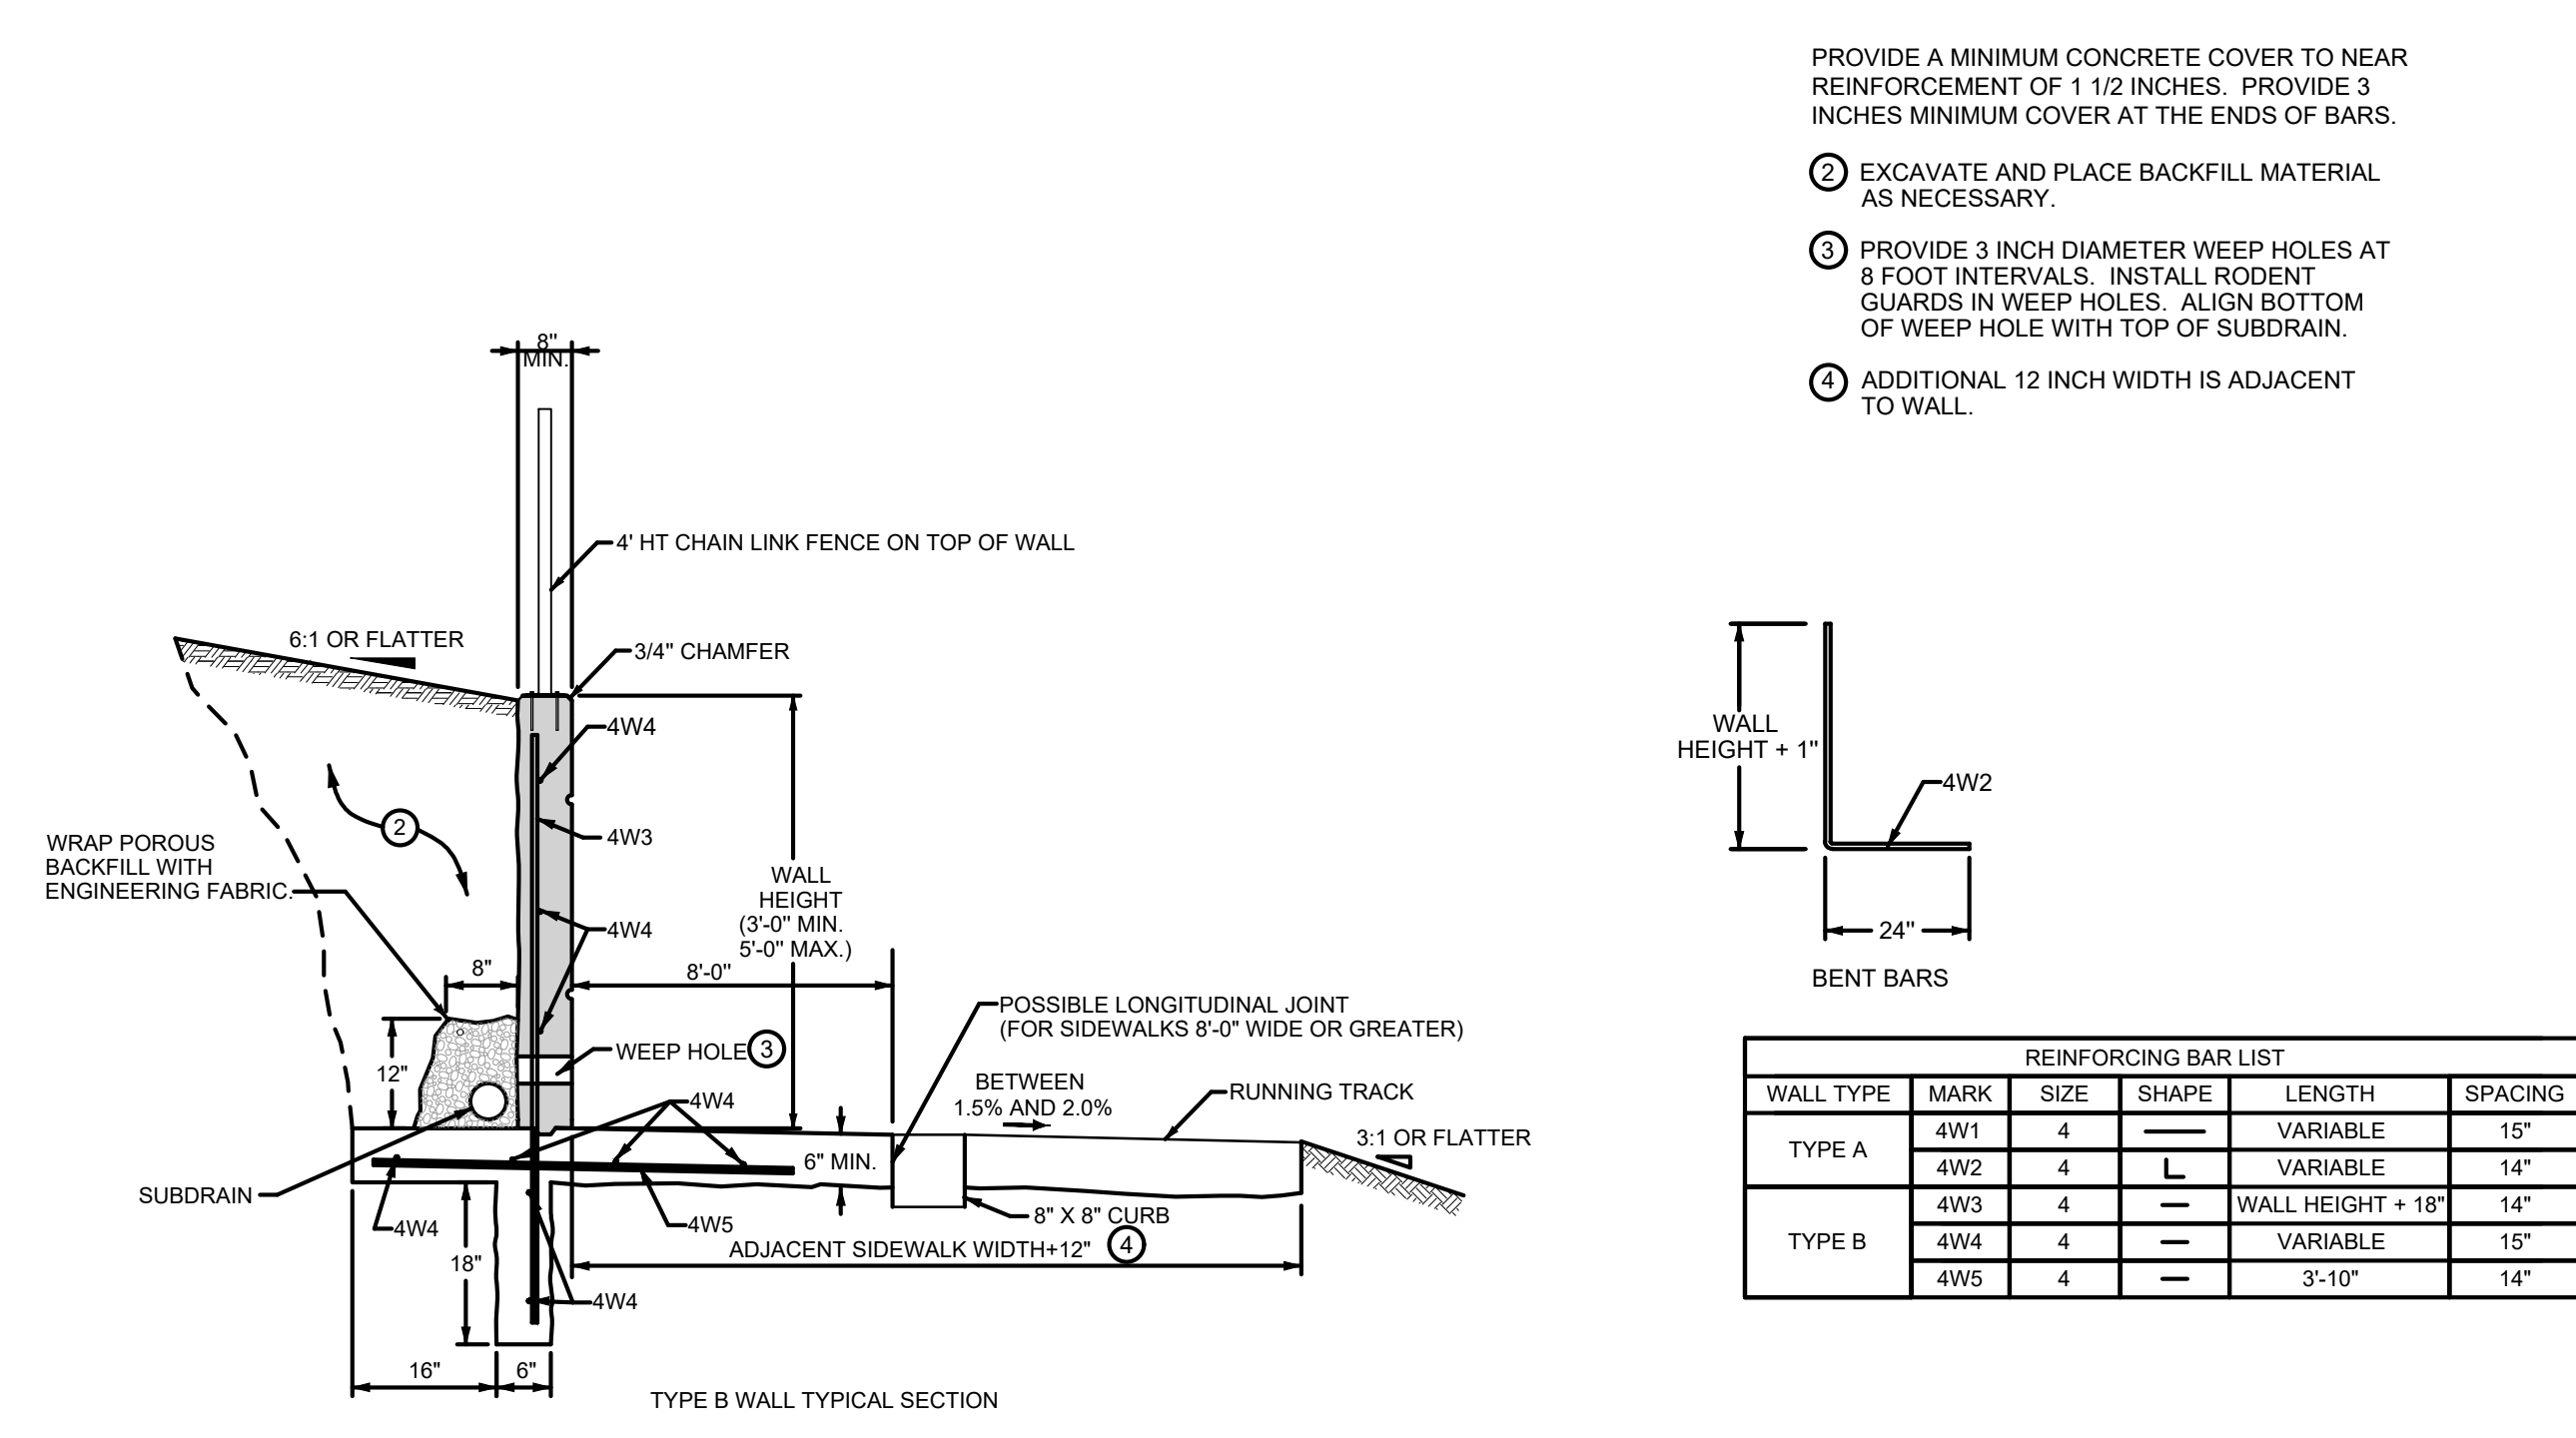 PROVIDE A MINIMUM CONCRETE COVER TO NEAR
REINFORCEMENT OF 1 1/2 INCHES.  PROVIDE 3
INCHES MINIMUM COVER AT THE ENDS OF BARS.
2 EXCAVATE AND PLACE BACKFILL MATERIAL
AS NECESSARY.
3 PROVIDE 3 INCH DIAMETER WEEP HOLES AT
8 FOOT INTERVALS.  INSTALL RODENT
GUARDS IN WEEP HOLES.  ALIGN BOTTOM
OF WEEP HOLE WITH TOP OF SUBDRAIN.
4 ADDITIONAL 12 INCH WIDTH IS ADJACENT
TO WALL.
8"
MIN.
4' HT CHAIN LINK FENCE ON TOP OF WALL
6:1 OR FLATTER
3/4" CHAMFER
4W4
4W3
2
WRAP POROUS
BACKFILL WITH
ENGINEERING FABRIC.
WALL
HEIGHT
(3'-0" MIN.
5'-0" MAX.)
4W4
8"
8'-0"
POSSIBLE LONGITUDINAL JOINT
(FOR SIDEWALKS 8'-0" WIDE OR GREATER)
WEEP HOLE 3
12"
4W4
BETWEEN
1.5% AND 2.0%
RUNNING TRACK
3:1 OR FLATTER
6" MIN.
SUBDRAIN
4W4
4W5
8" X 8" CURB
ADJACENT SIDEWALK WIDTH+12" 4
18"
4W4
16"
6"
TYPE B WALL TYPICAL SECTION
WALL
HEIGHT + 1"
4W2
24"
BENT BARS
REINFORCING BAR LIST
WALL TYPE MARK SIZE SHAPE LENGTH SPACING
TYPE A
4W1 4 VARIABLE 15"
4W2 4 VARIABLE 14"
TYPE B
4W3 4 WALL HEIGHT + 18" 14"
4W4 4 VARIABLE 15"
4W5 4 3'-10" 14"